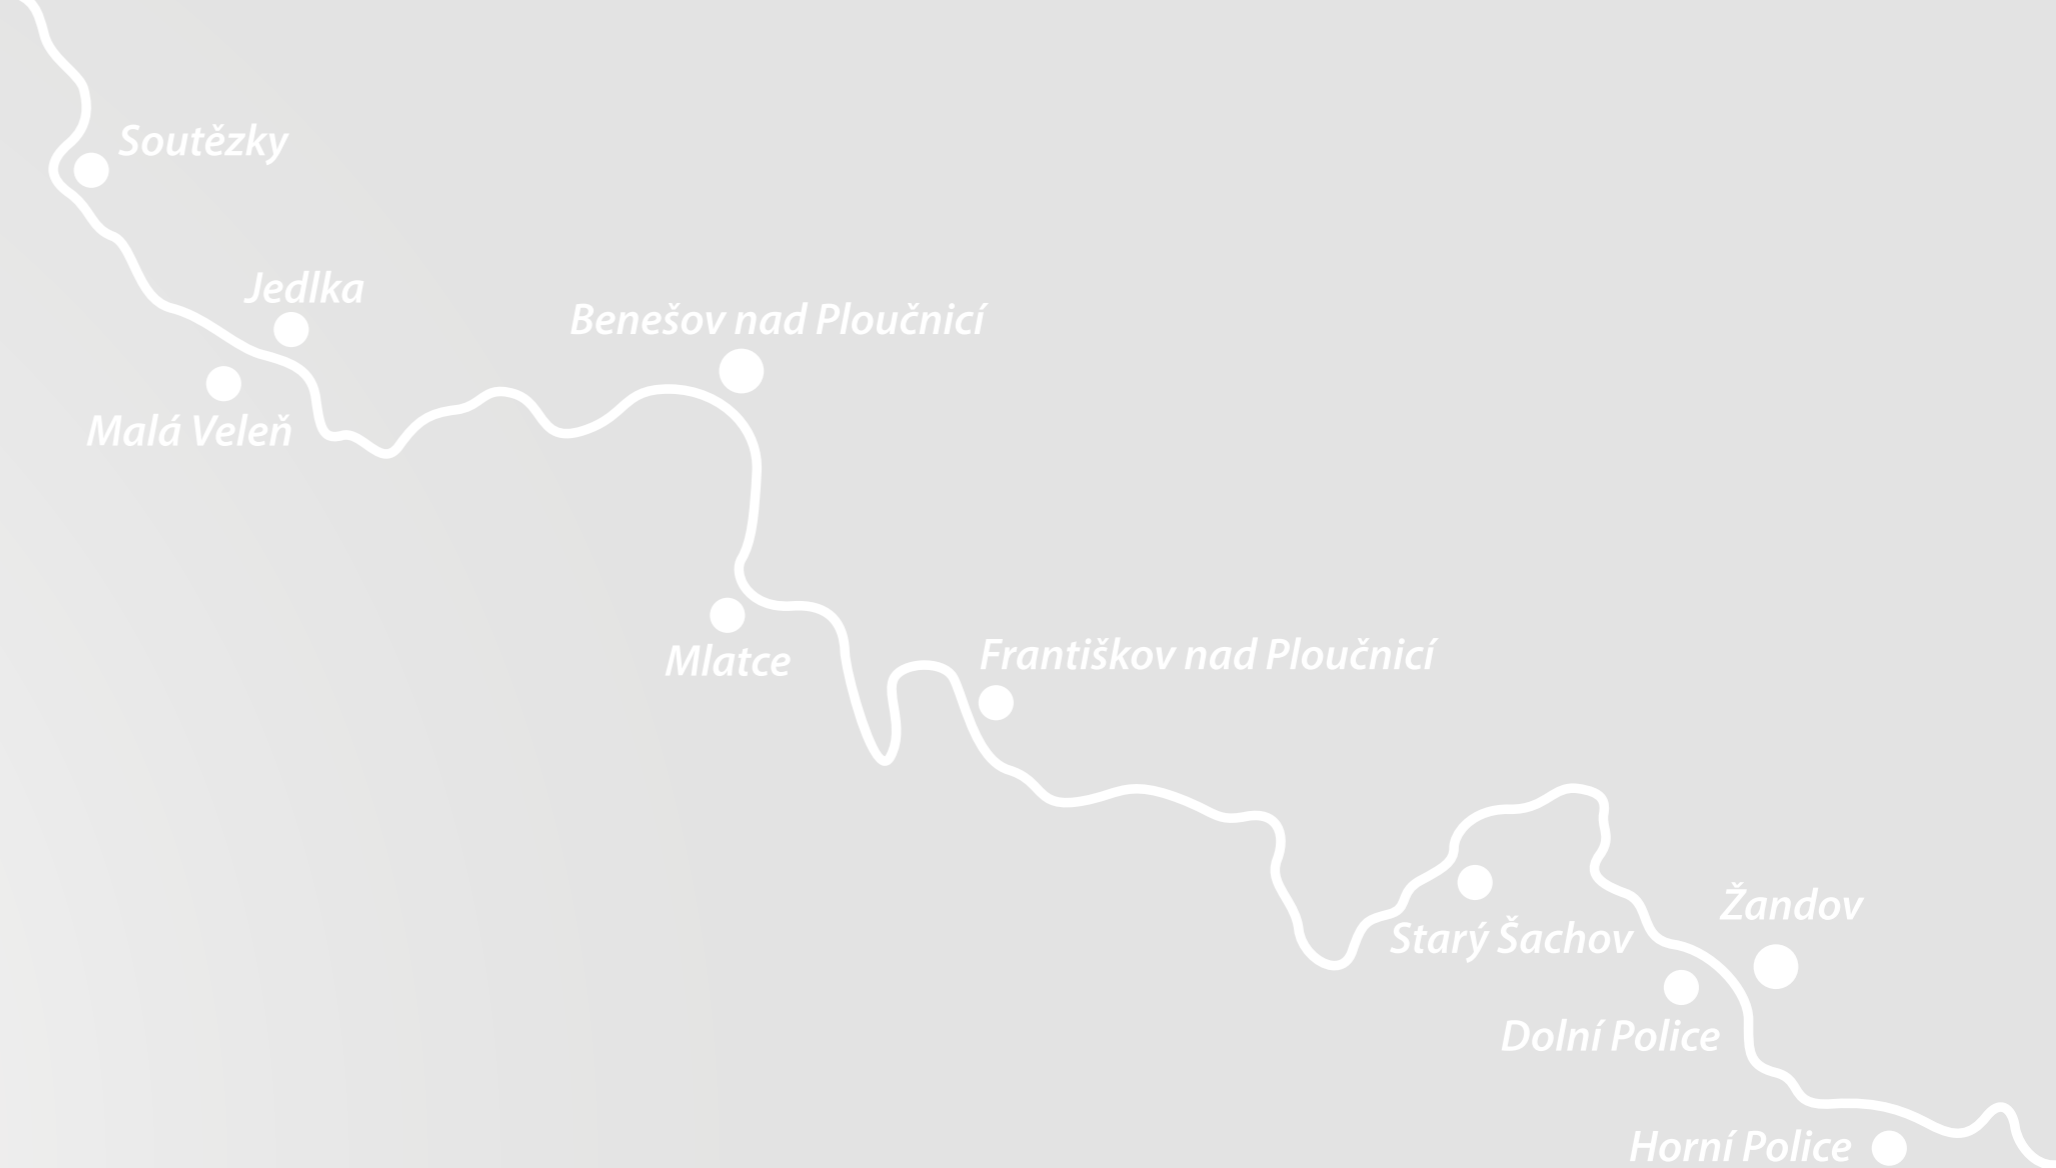 Soutězky
Jedlka
Benešov nad Ploučnicí
Malá Veleň
Františkov nad Ploučnicí
Mlatce
Žandov
Starý Šachov
Dolní Police
Horní Police